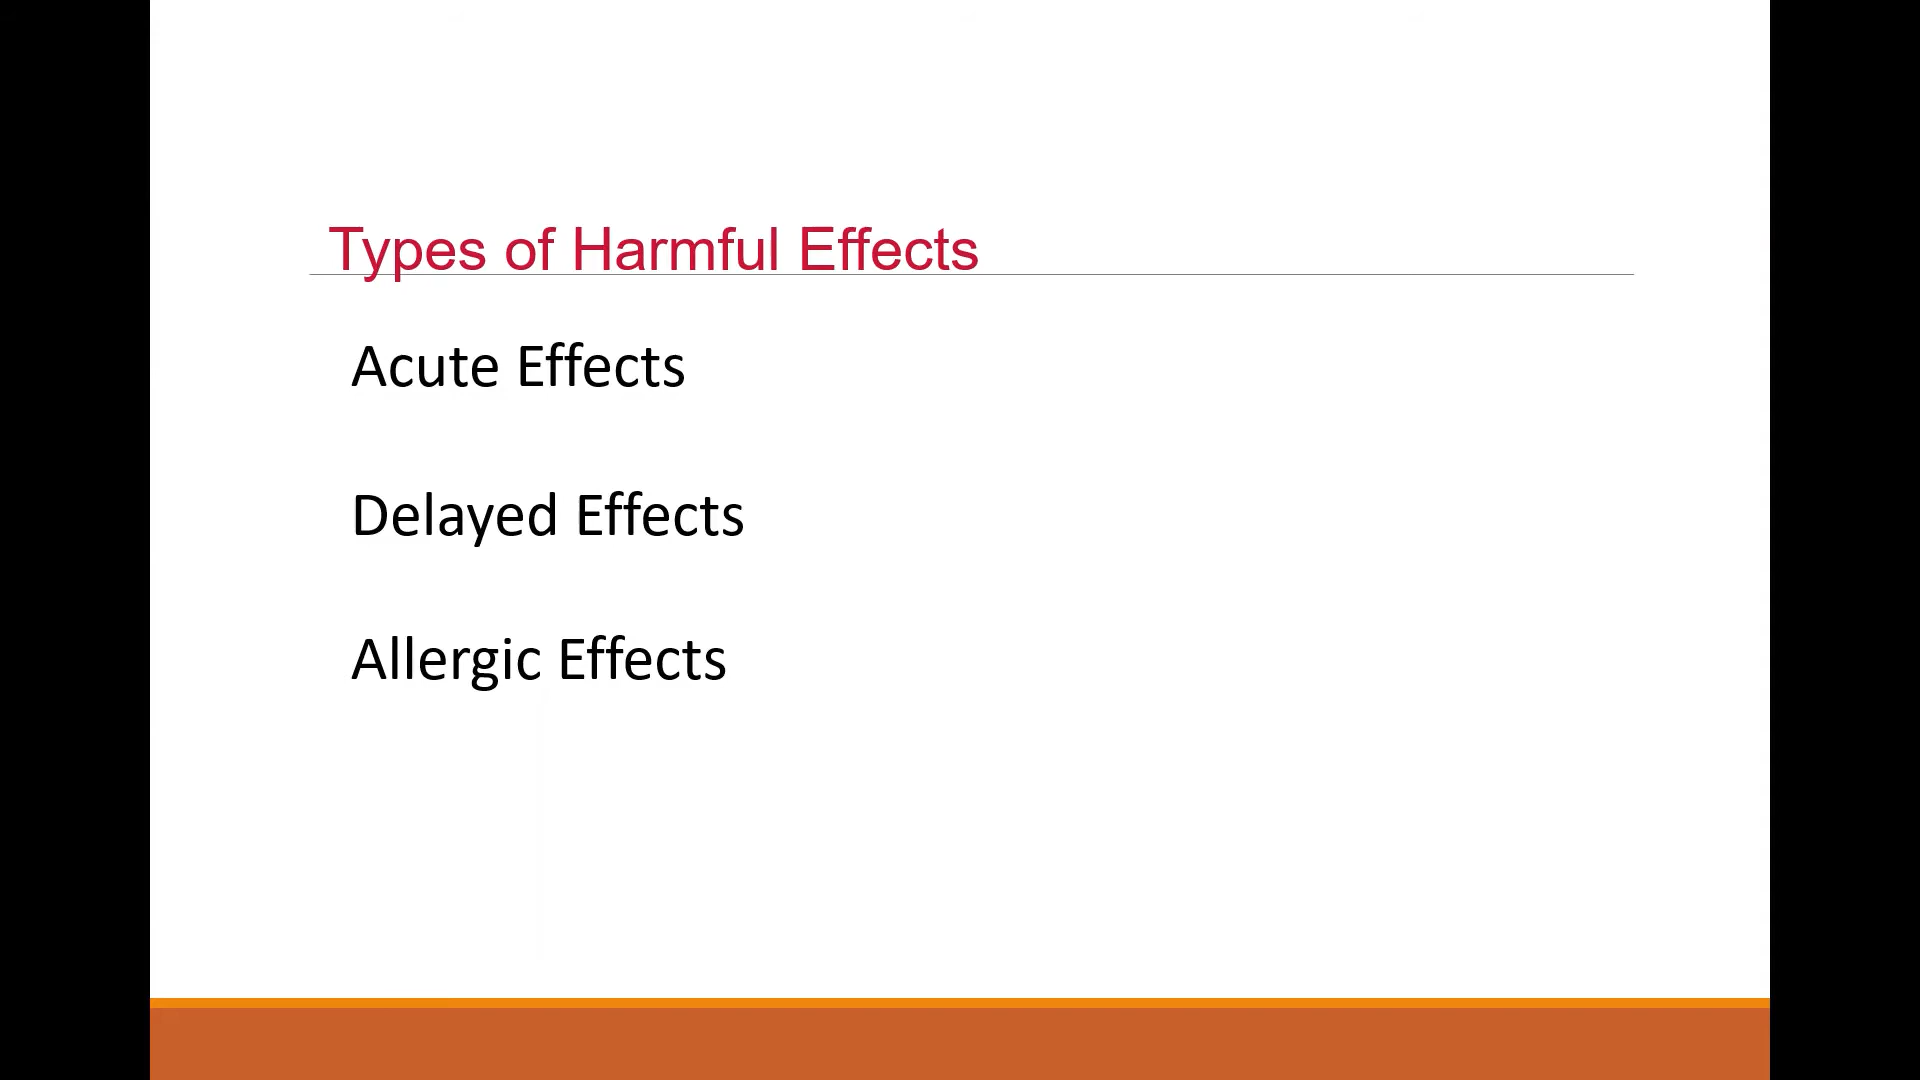 Types of Harmful Effects
Acute Effects
Delayed Effects
Allergic Effects